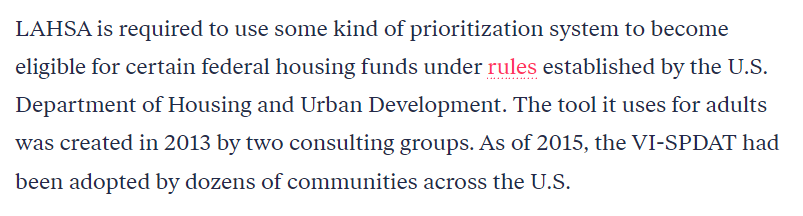 LAHSA is required to use some kind of prioritization system to become
eligible for certain federal housing funds under rules established by the U.S.
Department of Housing and Urban Development. The tool it uses for adults
was created in 2013 by two consulting groups. As of 2015, the VI-SPDAT had
been adopted by dozens of communities across the U.S.